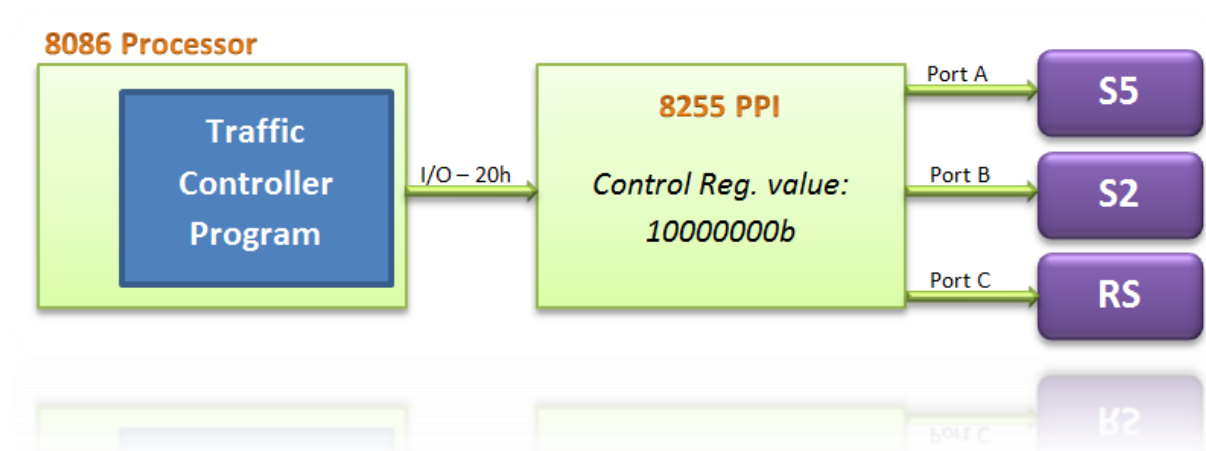 8086 Processor
Traffic
Controller
Program
I/O – 20h
8255 PPI
Control Reg. value:
10000000b
Port A
S5
Port B
S2
Port C
RS